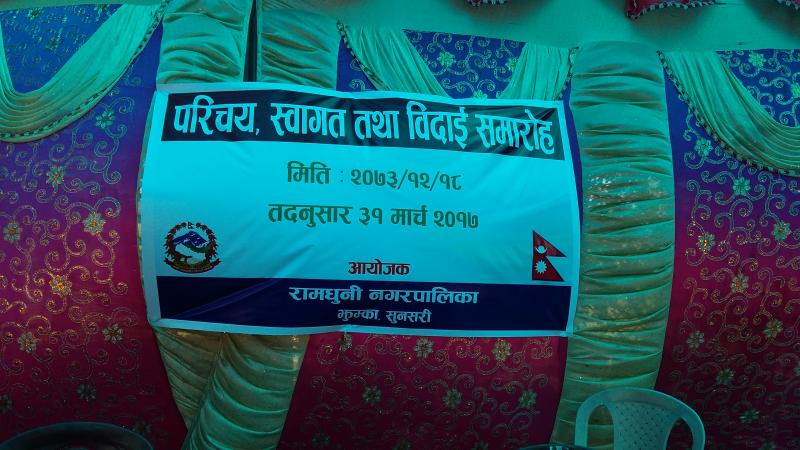 परिचय, स्वागत तथा विदाई समारोह
मिति : २०७३/१२/१८
तदनुसार ३१ मार्च २०१७
आयोजक
रामधुनी नगरपालिका
झुम्का, सुनसरी